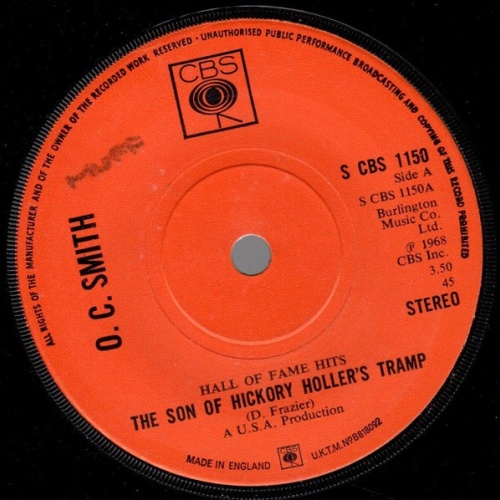 ALL RIGHTS OF THE MANUFACTURER AND OF THE OWNER OF THE RECORDED WORK RESERVED - UNAUTHORISED PUBLIC PERFORMANCE BROADCASTING AND COPYING OF THIS RECORD PROHIBITED
CBS
S CBS 1150
Side A
S CBS 1150A
Burlington
Music Co.
Ltd.
℗ 1968
CBS Inc.
3.50
45
STEREO
O. C. SMITH
HALL OF FAME HITS
THE SON OF HICKORY HOLLER'S TRAMP
(D. Frazier)
A U.S.A. Production
MADE IN ENGLAND
CBS
U.K.T.M. No B818092